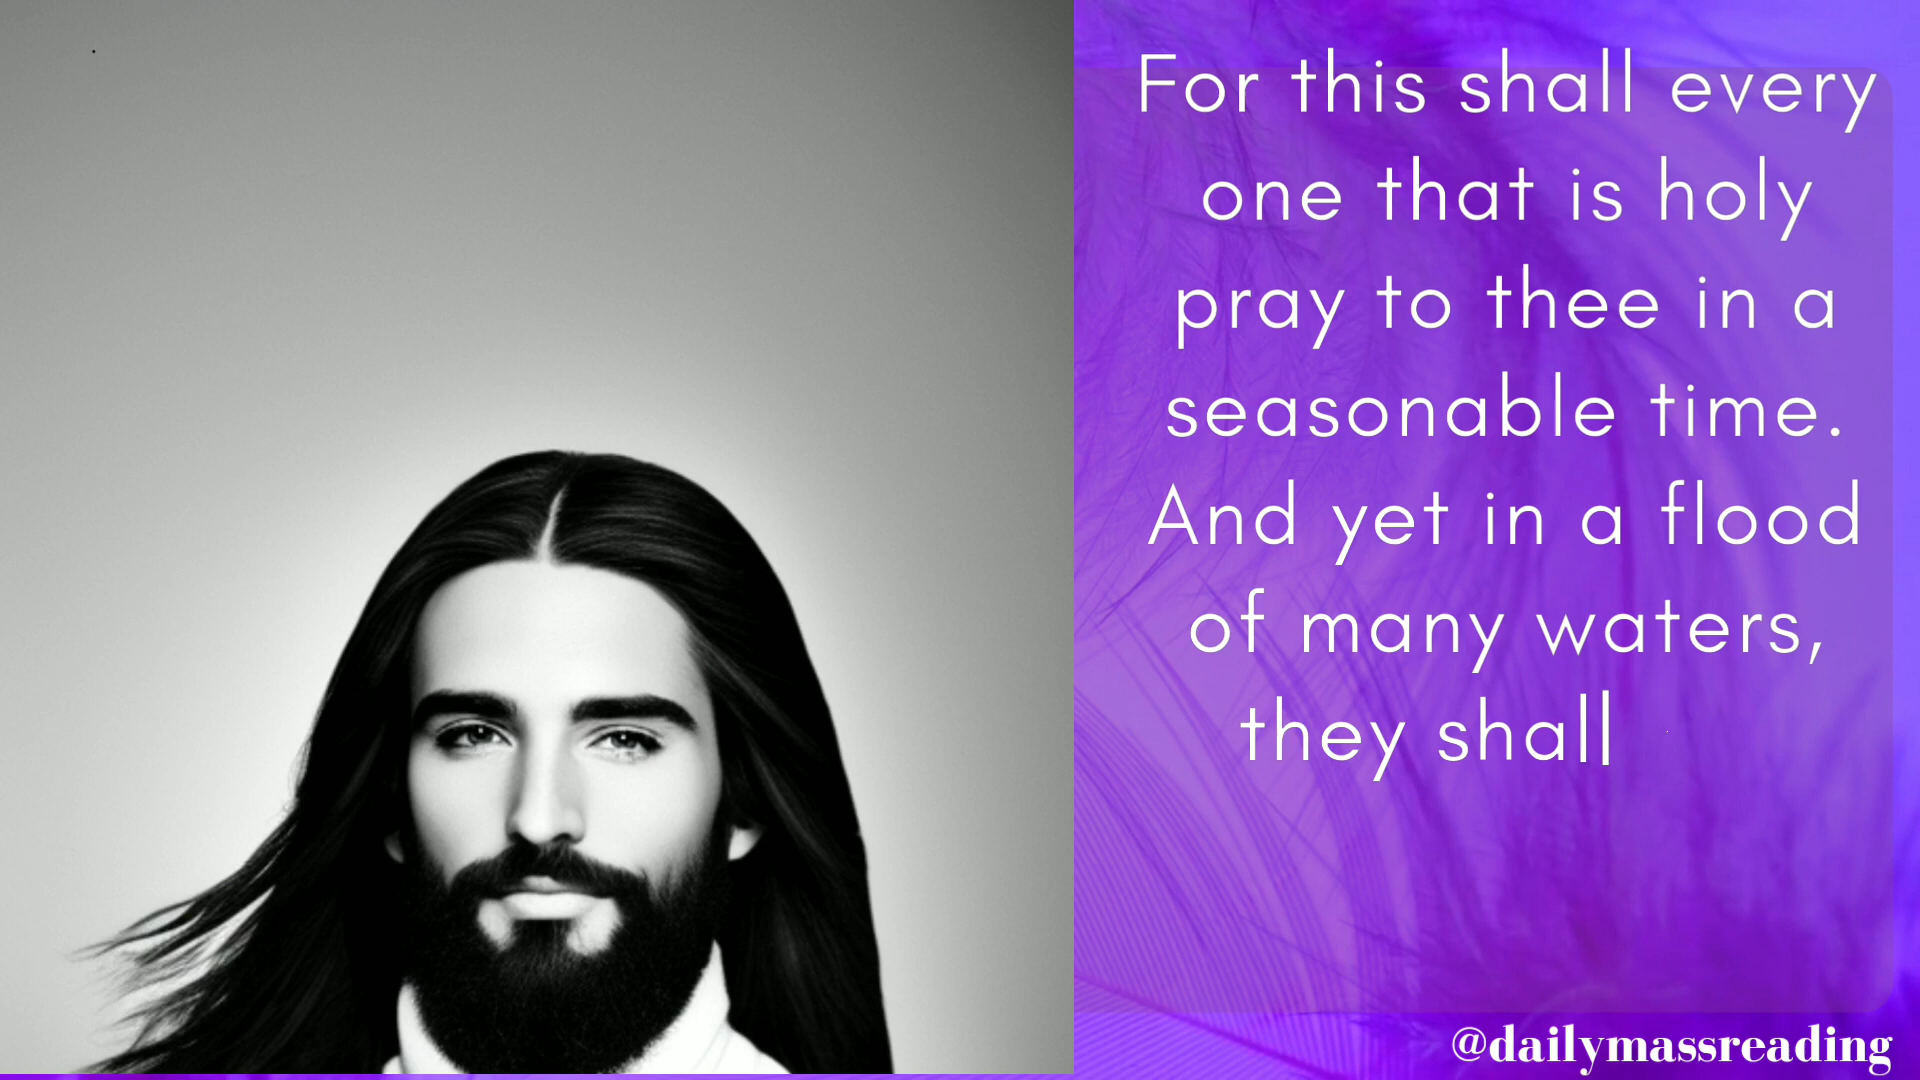 For this shall every
one that is holy
pray to thee in a
seasonable time.
And yet in a flood
of many waters,
they shall
@dailymassreading